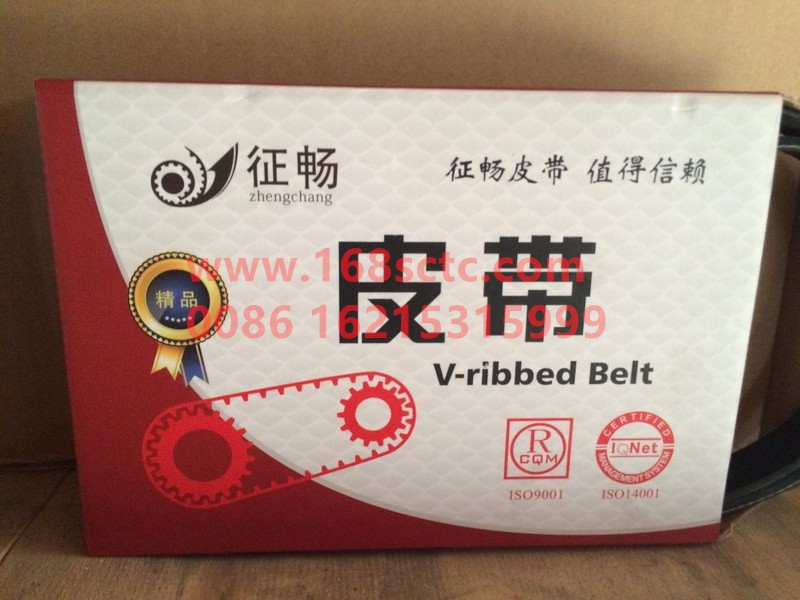 征畅
zhengchang
征畅皮带 值得信赖
精品
www.168sctc.com
皮带
0086 16215315999
V-ribbed Belt
R
CQM
ISO9001
CERTIFIED
IQNet
MANAGEMENT SYSTEM
ISO14001